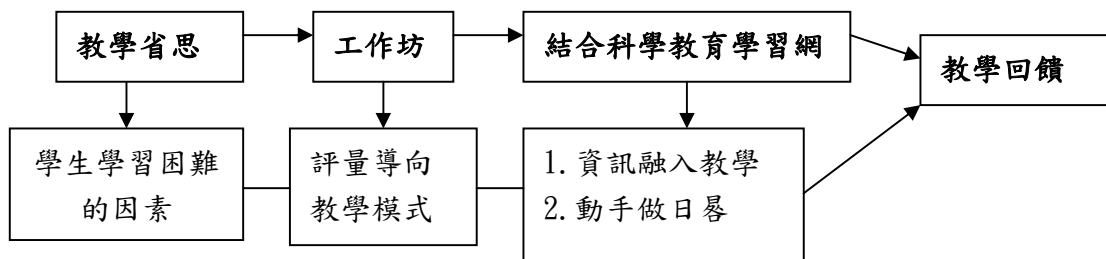 教學省思
工作坊
結合科學教育學習網
教學回饋
學生學習困難
的因素
評量導向
教學模式
1.資訊融入教學
2.動手做日晷